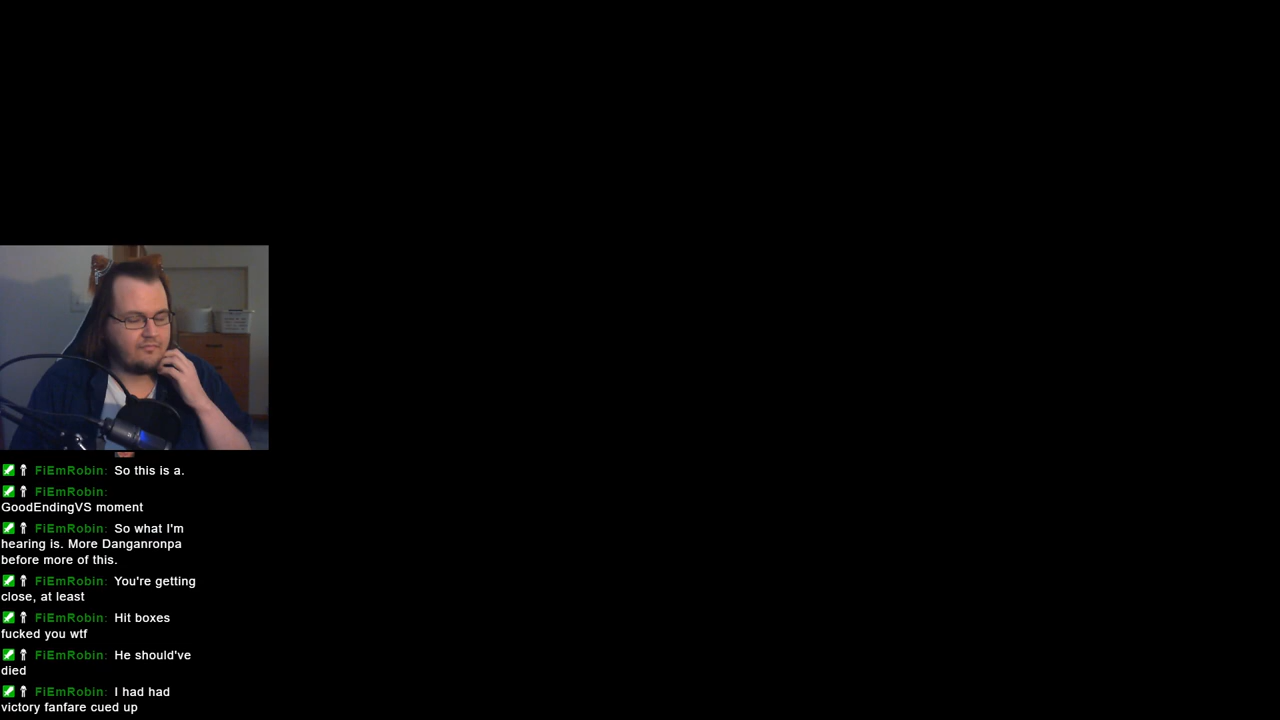 FiEmRobin: So this is a.
FiEmRobin:
GoodEndingVS moment
FiEmRobin: So what I'm
hearing is. More Danganronpa
before more of this.
FiEmRobin: You're getting
close, at least
FiEmRobin: Hit boxes
fucked you wtf
FiEmRobin: He should've
died
FiEmRobin: I had had
victory fanfare cued up